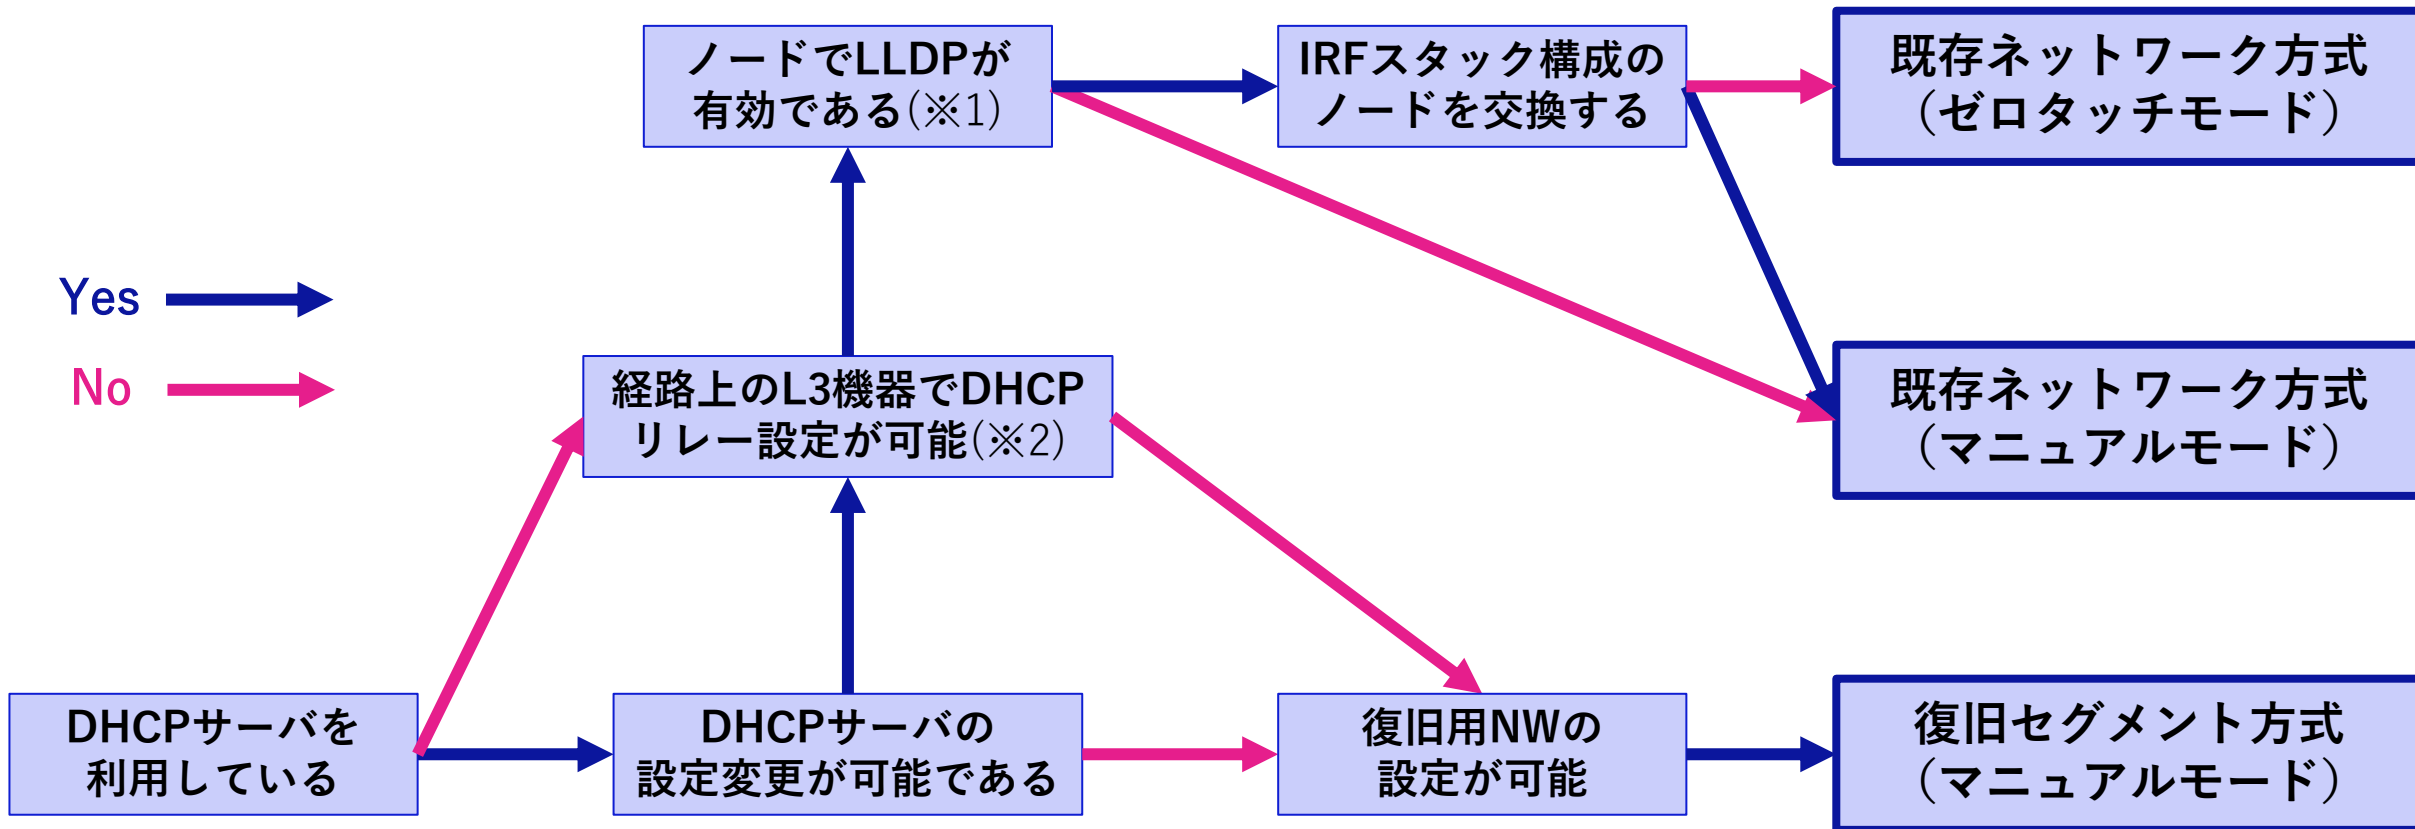 ノードでLLDPが
有効である(※1)
IRFスタック構成の
ノードを交換する
既存ネットワーク方式
（ゼロタッチモード）
Yes
No
経路上のL3機器でDHCP
リレー設定が可能(※2)
既存ネットワーク方式
（マニュアルモード）
DHCPサーバを
利用している
DHCPサーバの
設定変更が可能である
復旧用NWの
設定が可能
復旧セグメント方式
（マニュアルモード）